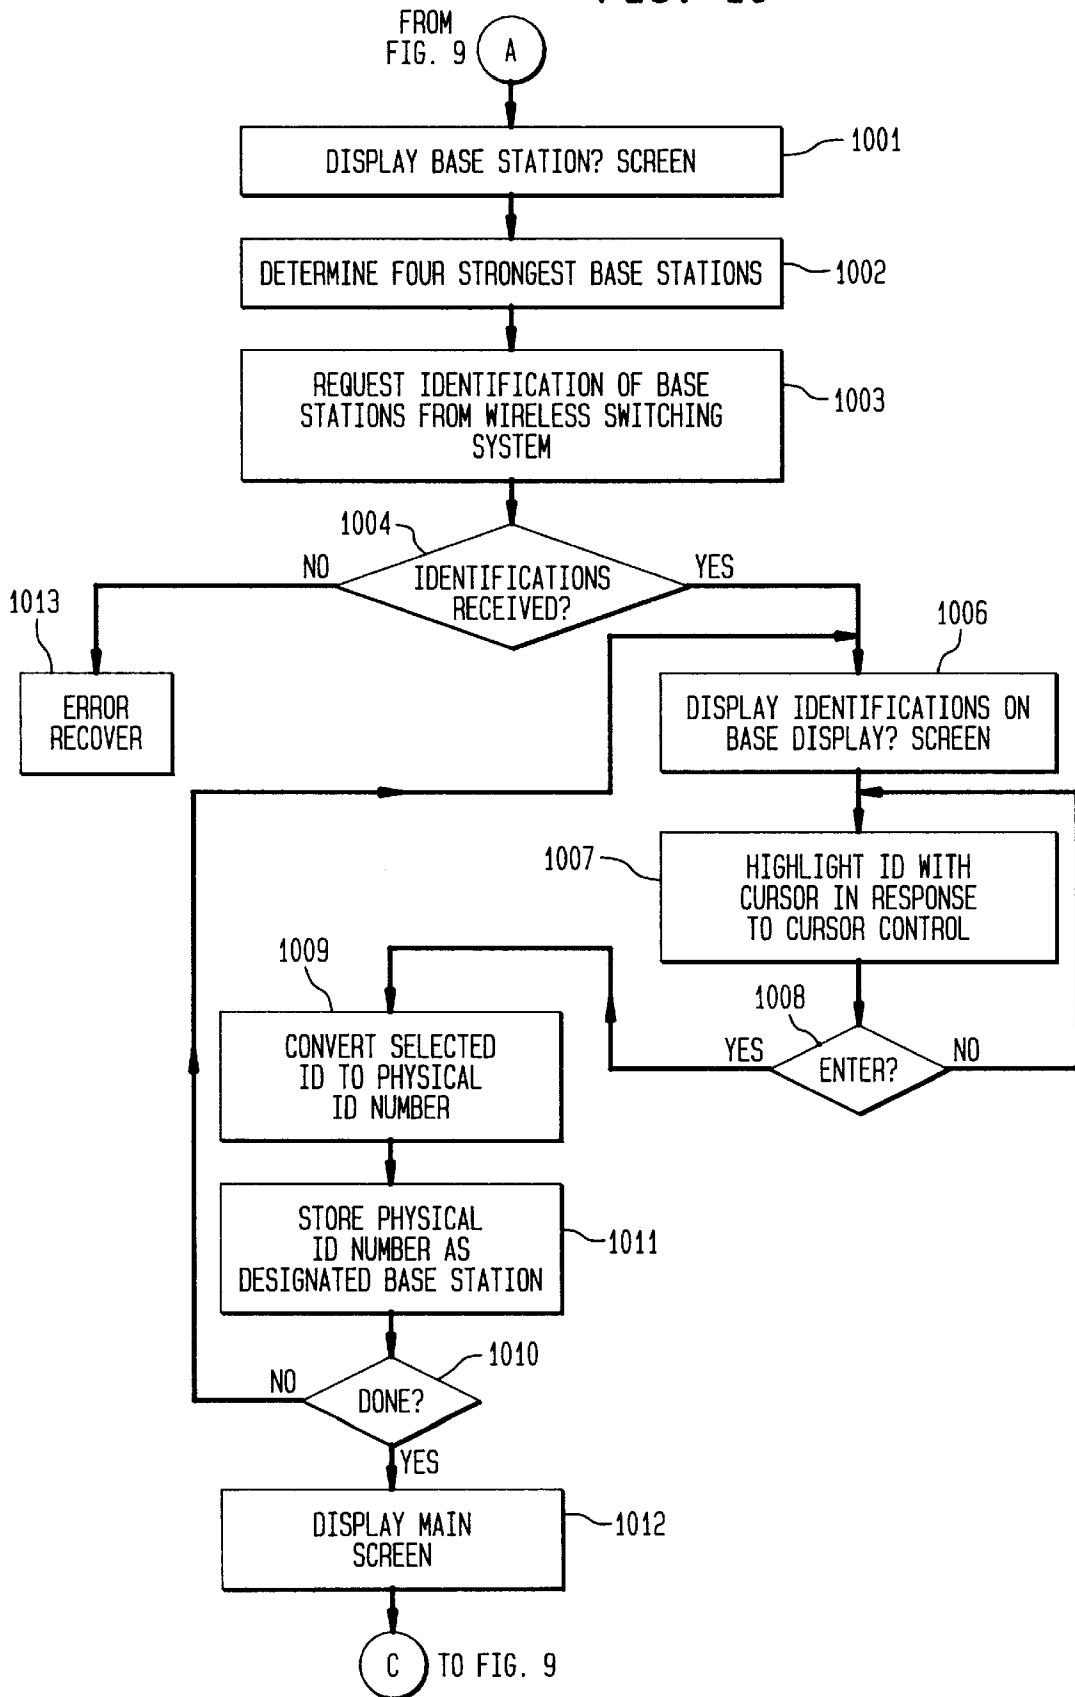 FROM
FIG. 9
A
DISPLAY BASE STATION? SCREEN
1001
DETERMINE FOUR STRONGEST BASE STATIONS
1002
REQUEST IDENTIFICATION OF BASE
STATIONS FROM WIRELESS SWITCHING
SYSTEM
1003
1004
NO
IDENTIFICATIONS
RECEIVED?
YES
1013
ERROR
RECOVER
1006
DISPLAY IDENTIFICATIONS ON
BASE DISPLAY? SCREEN
1007
HIGHLIGHT ID WITH
CURSOR IN RESPONSE
TO CURSOR CONTROL
1008
YES
ENTER?
NO
1009
CONVERT SELECTED
ID TO PHYSICAL
ID NUMBER
STORE PHYSICAL
ID NUMBER AS
DESIGNATED BASE STATION
1011
1010
NO
DONE?
YES
DISPLAY MAIN
SCREEN
1012
C
TO FIG. 9